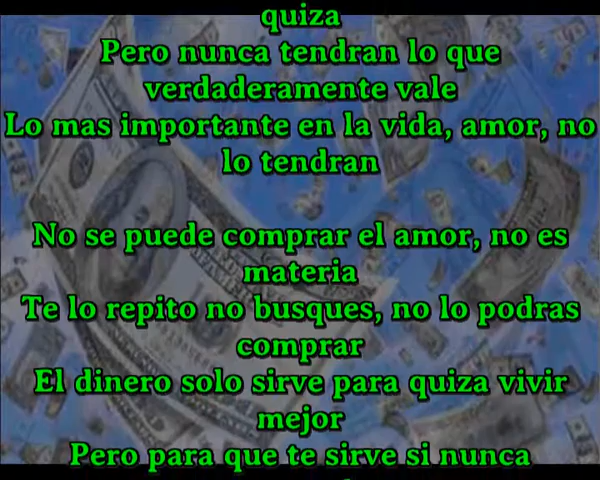 quiza
Pero nunca tendran lo que
verdaderamente vale
Lo mas importante en la vida, amor, no
lo tendran
No se puede comprar el amor, no es
materia
Te lo repito no busques, no lo podras
comprar
El dinero solo sirve para quiza vivir
mejor
Pero para que te sirve si nunca